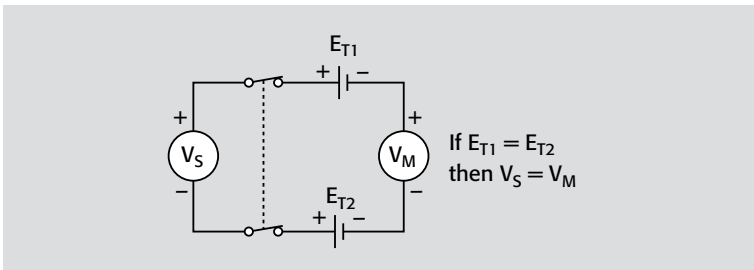 E_T1
+ −
+ +
V_S V_M
If E_T1 = E_T2
then V_S = V_M
− −
E_T2
+ −